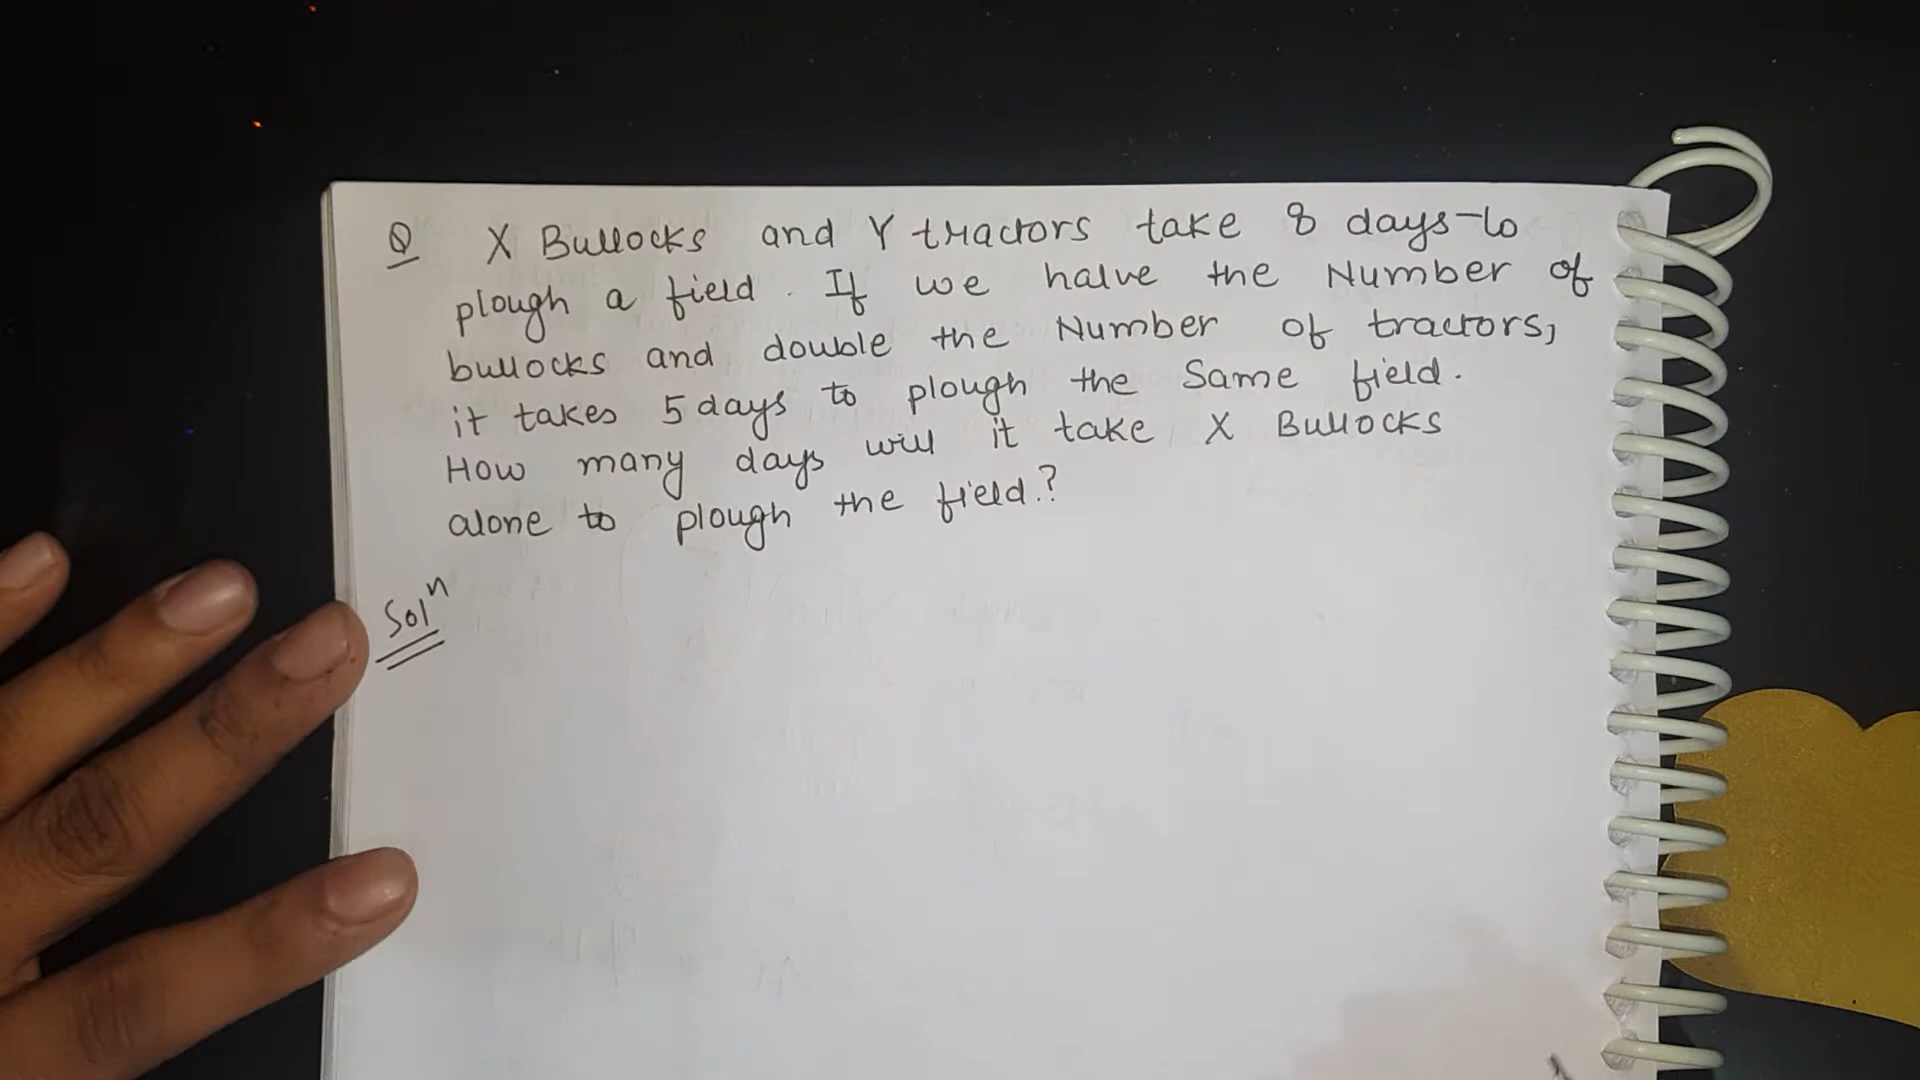 Q X Bullocks and Y tractors take 8 days to
plough a field. If we halve the Number of
bullocks and double the Number of tractors,
it takes 5 days to plough the Same field.
How many days will it take X Bullocks
alone to plough the field.?
Solⁿ